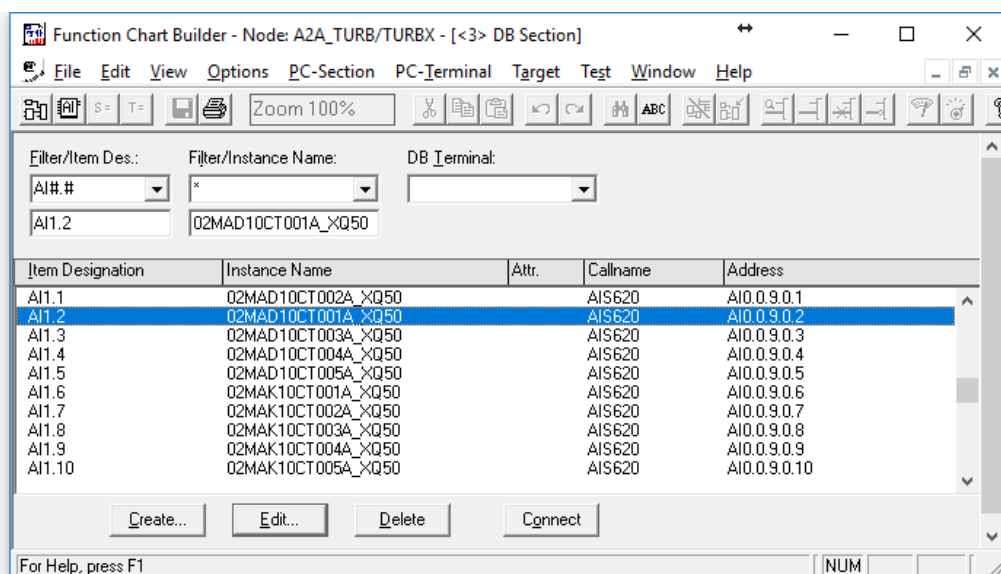 Function Chart Builder - Node: A2A_TURB/TURBX - [<3> DB Section]
File Edit View Options PC-Section PC-Terminal Target Test Window Help
S= T= Zoom 100% ABC
Filter/Item Des.: Filter/Instance Name: DB Terminal:
AI#.# *
AI1.2 02MAD10CT001A_XQ50
Item Designation Instance Name Attr. Callname Address
AI1.1 02MAD10CT002A_XQ50 AIS620 AI0.0.9.0.1
AI1.2 02MAD10CT001A_XQ50 AIS620 AI0.0.9.0.2
AI1.3 02MAD10CT003A_XQ50 AIS620 AI0.0.9.0.3
AI1.4 02MAD10CT004A_XQ50 AIS620 AI0.0.9.0.4
AI1.5 02MAD10CT005A_XQ50 AIS620 AI0.0.9.0.5
AI1.6 02MAK10CT001A_XQ50 AIS620 AI0.0.9.0.6
AI1.7 02MAK10CT002A_XQ50 AIS620 AI0.0.9.0.7
AI1.8 02MAK10CT003A_XQ50 AIS620 AI0.0.9.0.8
AI1.9 02MAK10CT004A_XQ50 AIS620 AI0.0.9.0.9
AI1.10 02MAK10CT005A_XQ50 AIS620 AI0.0.9.0.10
Create... Edit... Delete Connect
For Help, press F1 NUM